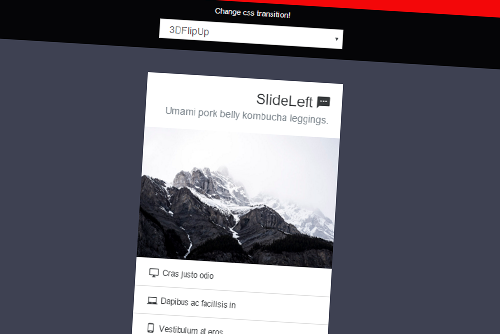 Change css transition!
3DFlipUp
SlideLeft
Umami pork belly kombucha leggings.
Cras justo odio
Dapibus ac facilisis in
Vestibulum at eros